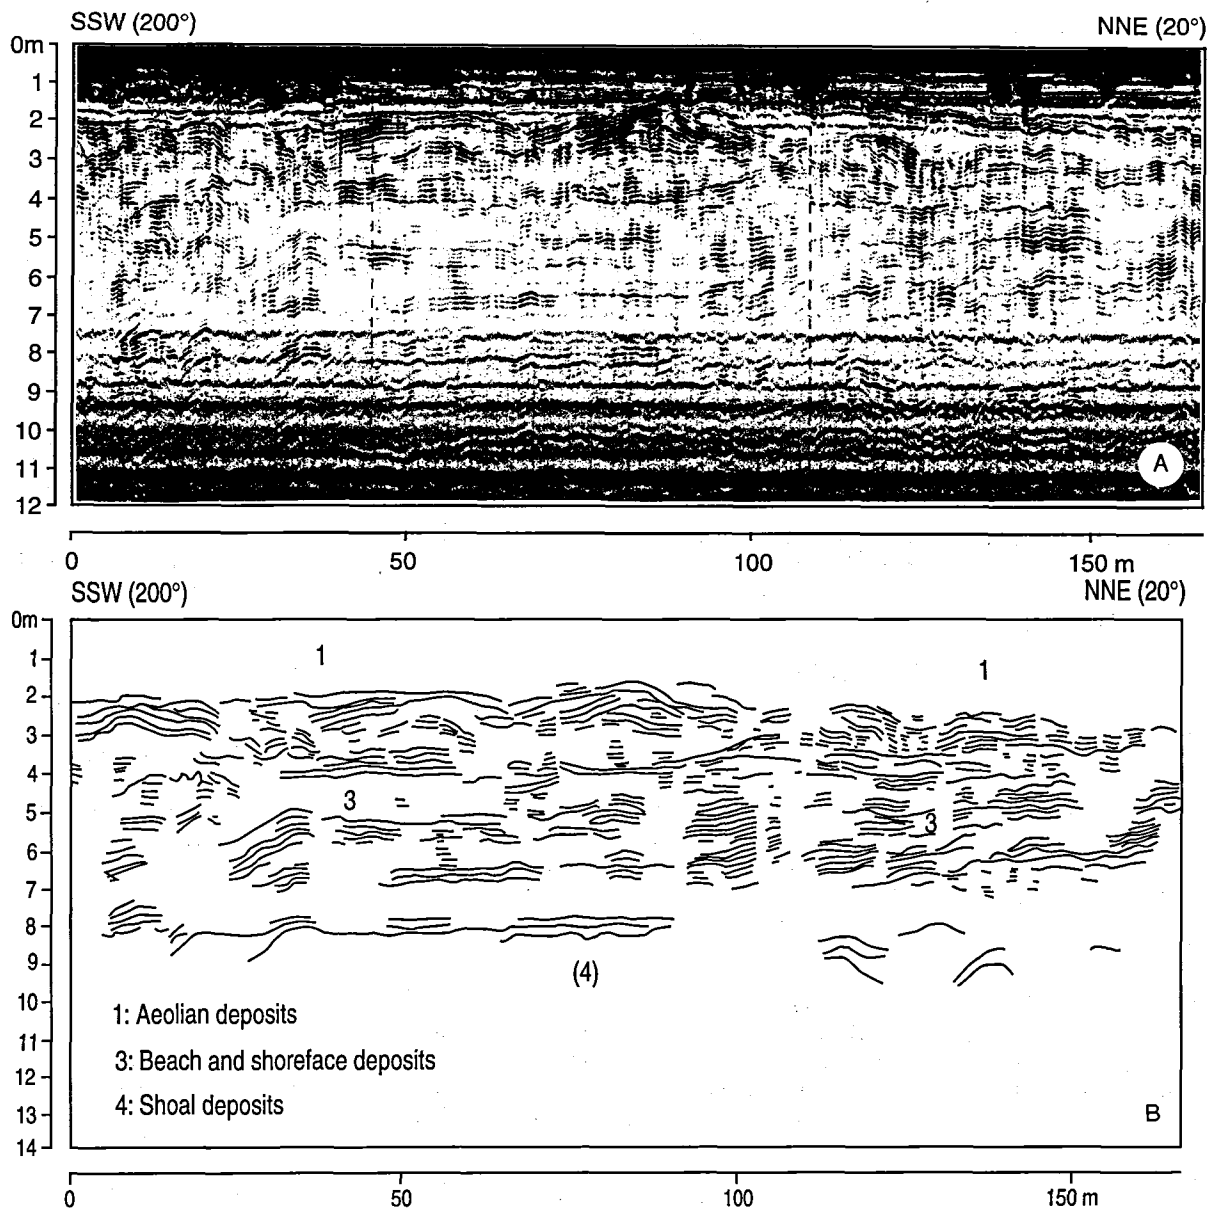 SSW (200°) NNE (20°)
0m
1
2
3
4
5
6
7
8
9
10
11
12
A
0 50 100 150 m
SSW (200°) NNE (20°)
0m
1
2
3
4
5
6
7
8
9
10
11
12
13
14
1 1
3 3
(4)
1: Aeolian deposits
3: Beach and shoreface deposits
4: Shoal deposits
B
0 50 100 150 m